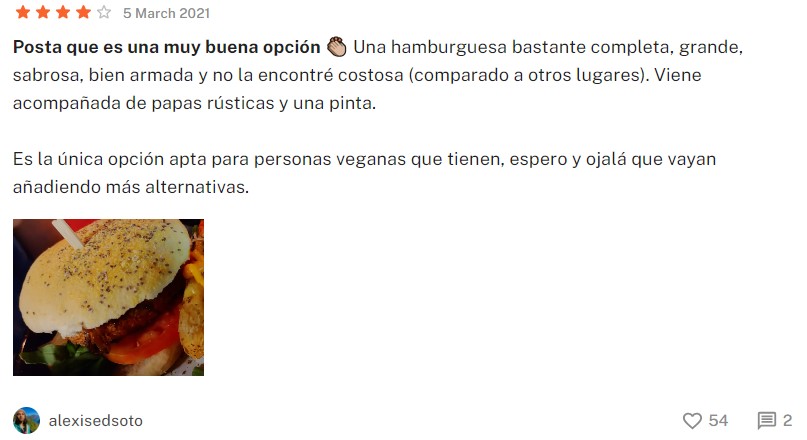 5 March 2021
Posta que es una muy buena opción 👏🏼 Una hamburguesa bastante completa, grande,
sabrosa, bien armada y no la encontré costosa (comparado a otros lugares). Viene
acompañada de papas rústicas y una pinta.
Es la única opción apta para personas veganas que tienen, espero y ojalá que vayan
añadiendo más alternativas.
alexisedsoto
54
2